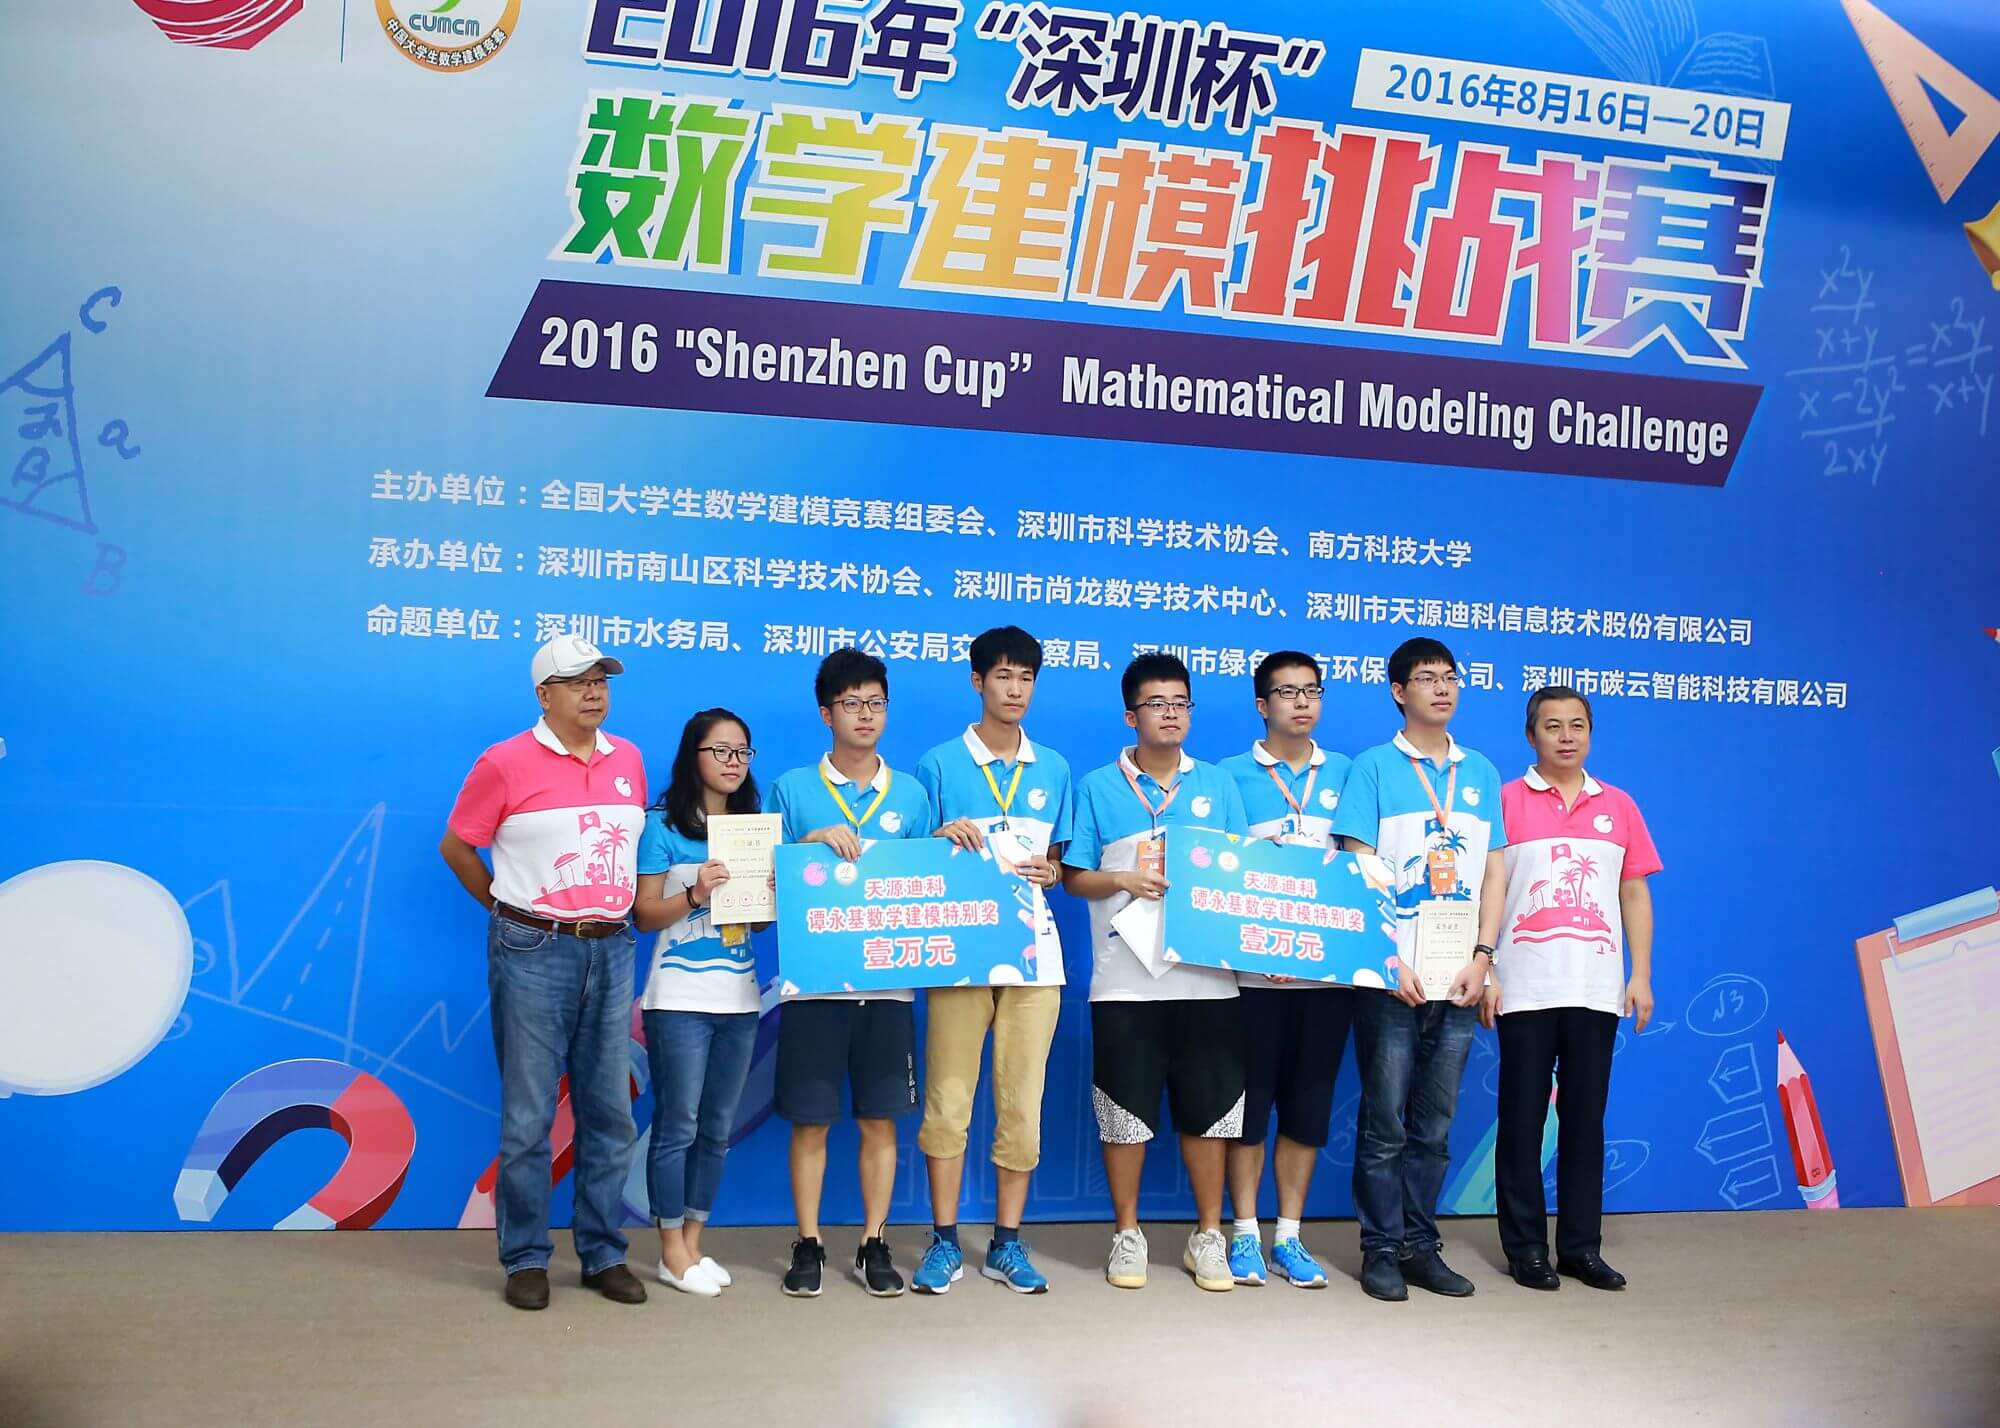 CUMCM
中国大学生数学建模竞赛
2016年“深圳杯”
2016年8月16日—20日
数学建模挑战赛
2016 "Shenzhen Cup” Mathematical Modeling Challenge
主办单位：全国大学生数学建模竞赛组委会、深圳市科学技术协会、南方科技大学
承办单位：深圳市南山区科学技术协会、深圳市尚龙数学技术中心、深圳市天源迪科信息技术股份有限公司
命题单位：深圳市水务局、深圳市公安局交 察局、深圳市绿色 方环保 公司、深圳市碳云智能科技有限公司
C
a
B
B
x²y
x+y
x-2y²
2xy
=
x²y
x+y
√3
2
天源迪科
谭永基数学建模特别奖
壹万元
天源迪科
谭永基数学建模特别奖
壹万元